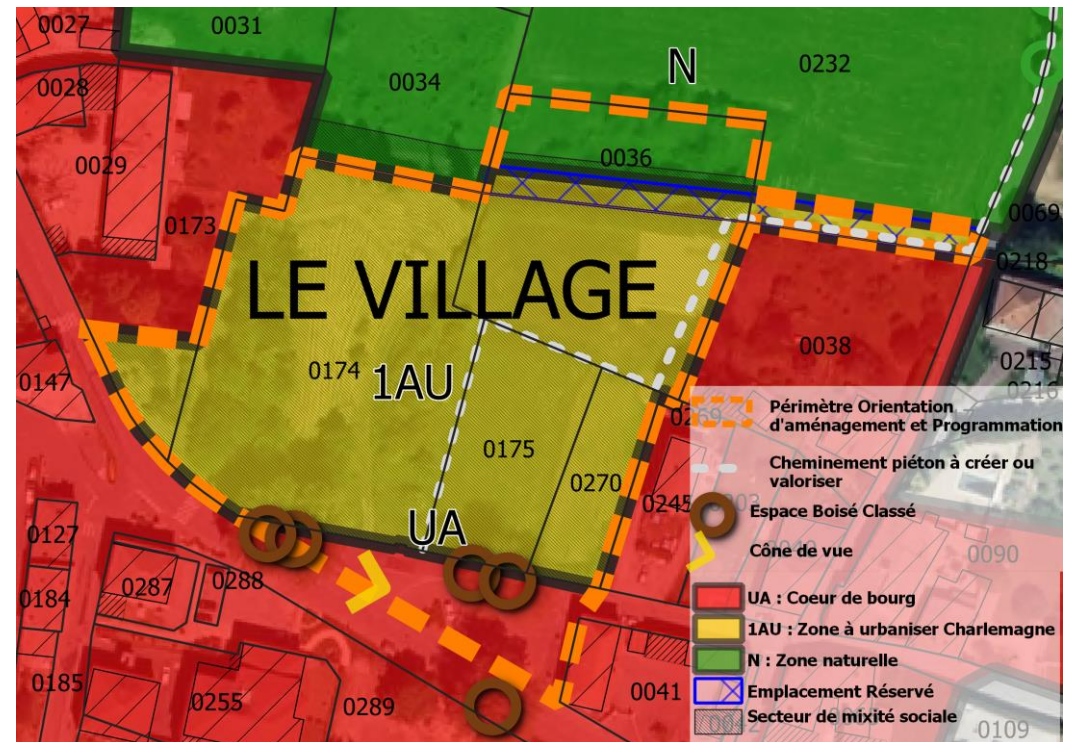 0027
0031
0232
N
0034
0028
0036
0029
0069
0173
0218
LE VILLAGE
0038
0174
1AU
0215
0147
0216
Périmètre Orientation
d'aménagement et Programmation
0269
0175
Cheminement piéton à créer ou
valoriser
0270
0245
Espace Boisé Classé
UA
0127
Cône de vue
0090
0287
0288
0184
UA : Coeur de bourg
1AU : Zone à urbaniser Charlemagne
N : Zone naturelle
0185
0041
Emplacement Réservé
0255
0289
Secteur de mixité sociale
0109